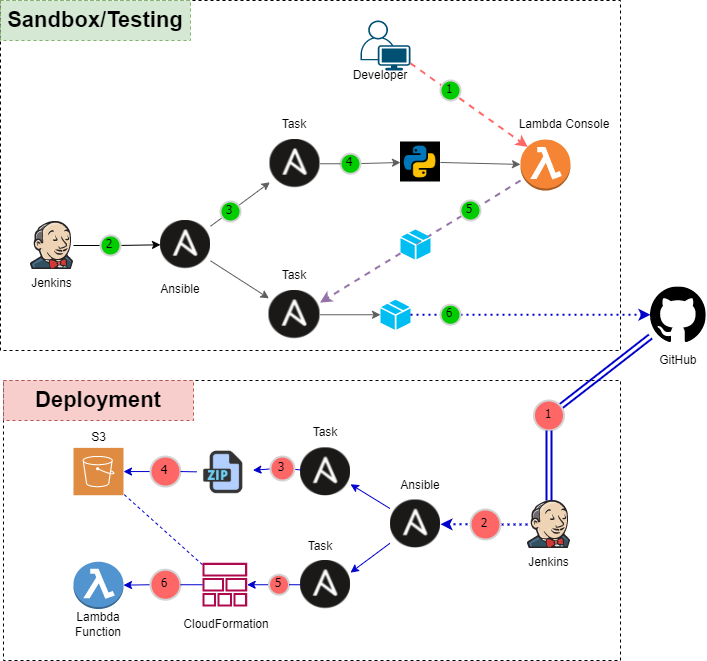 Sandbox/Testing
Developer
1
Lambda Console
Task
4
3
5
2
Jenkins
Ansible
Task
6
GitHub
Deployment
1
S3
Task
ZIP
4
3
Ansible
2
Jenkins
Task
6
5
Lambda
Function
CloudFormation